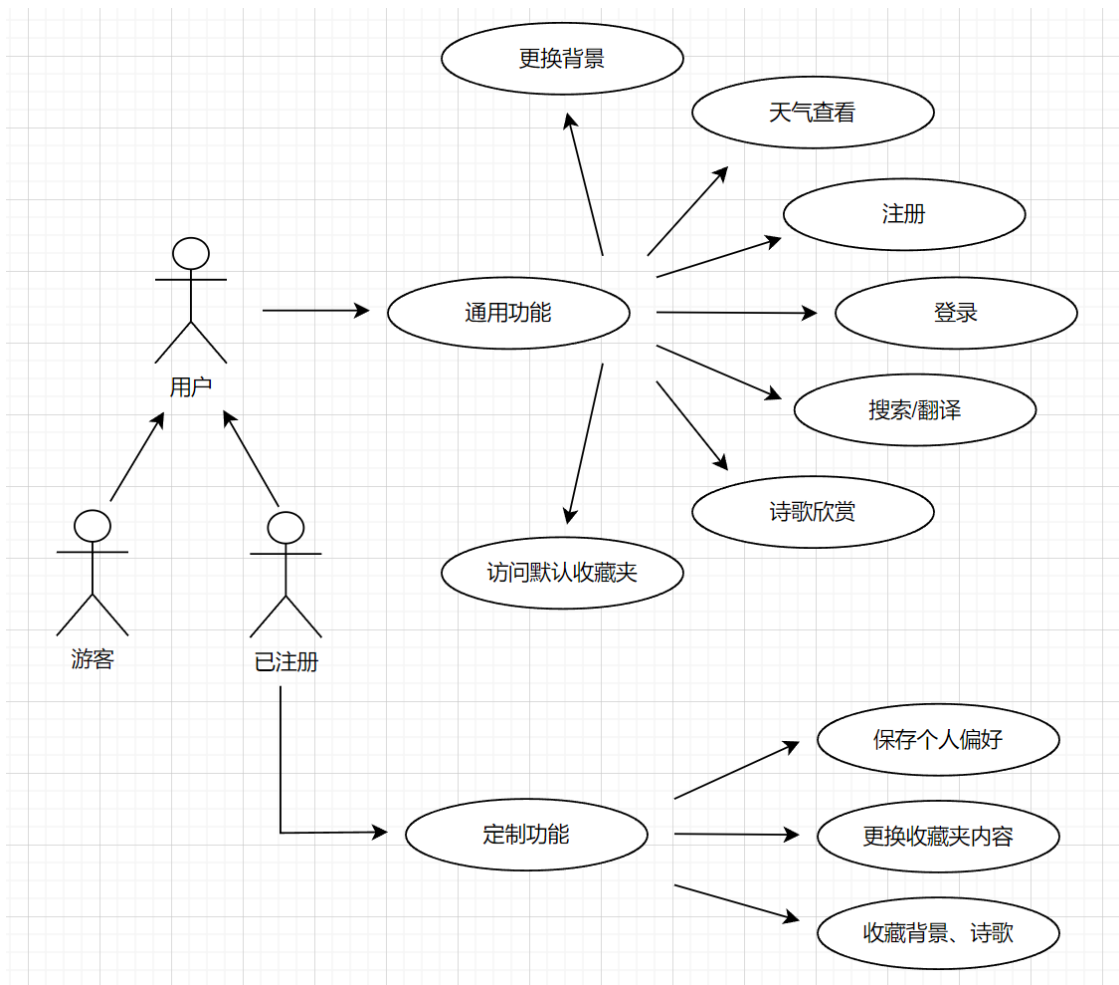 更换背景
天气查看
注册
通用功能
登录
用户
搜索/翻译
诗歌欣赏
访问默认收藏夹
游客
已注册
保存个人偏好
定制功能
更换收藏夹内容
收藏背景、诗歌